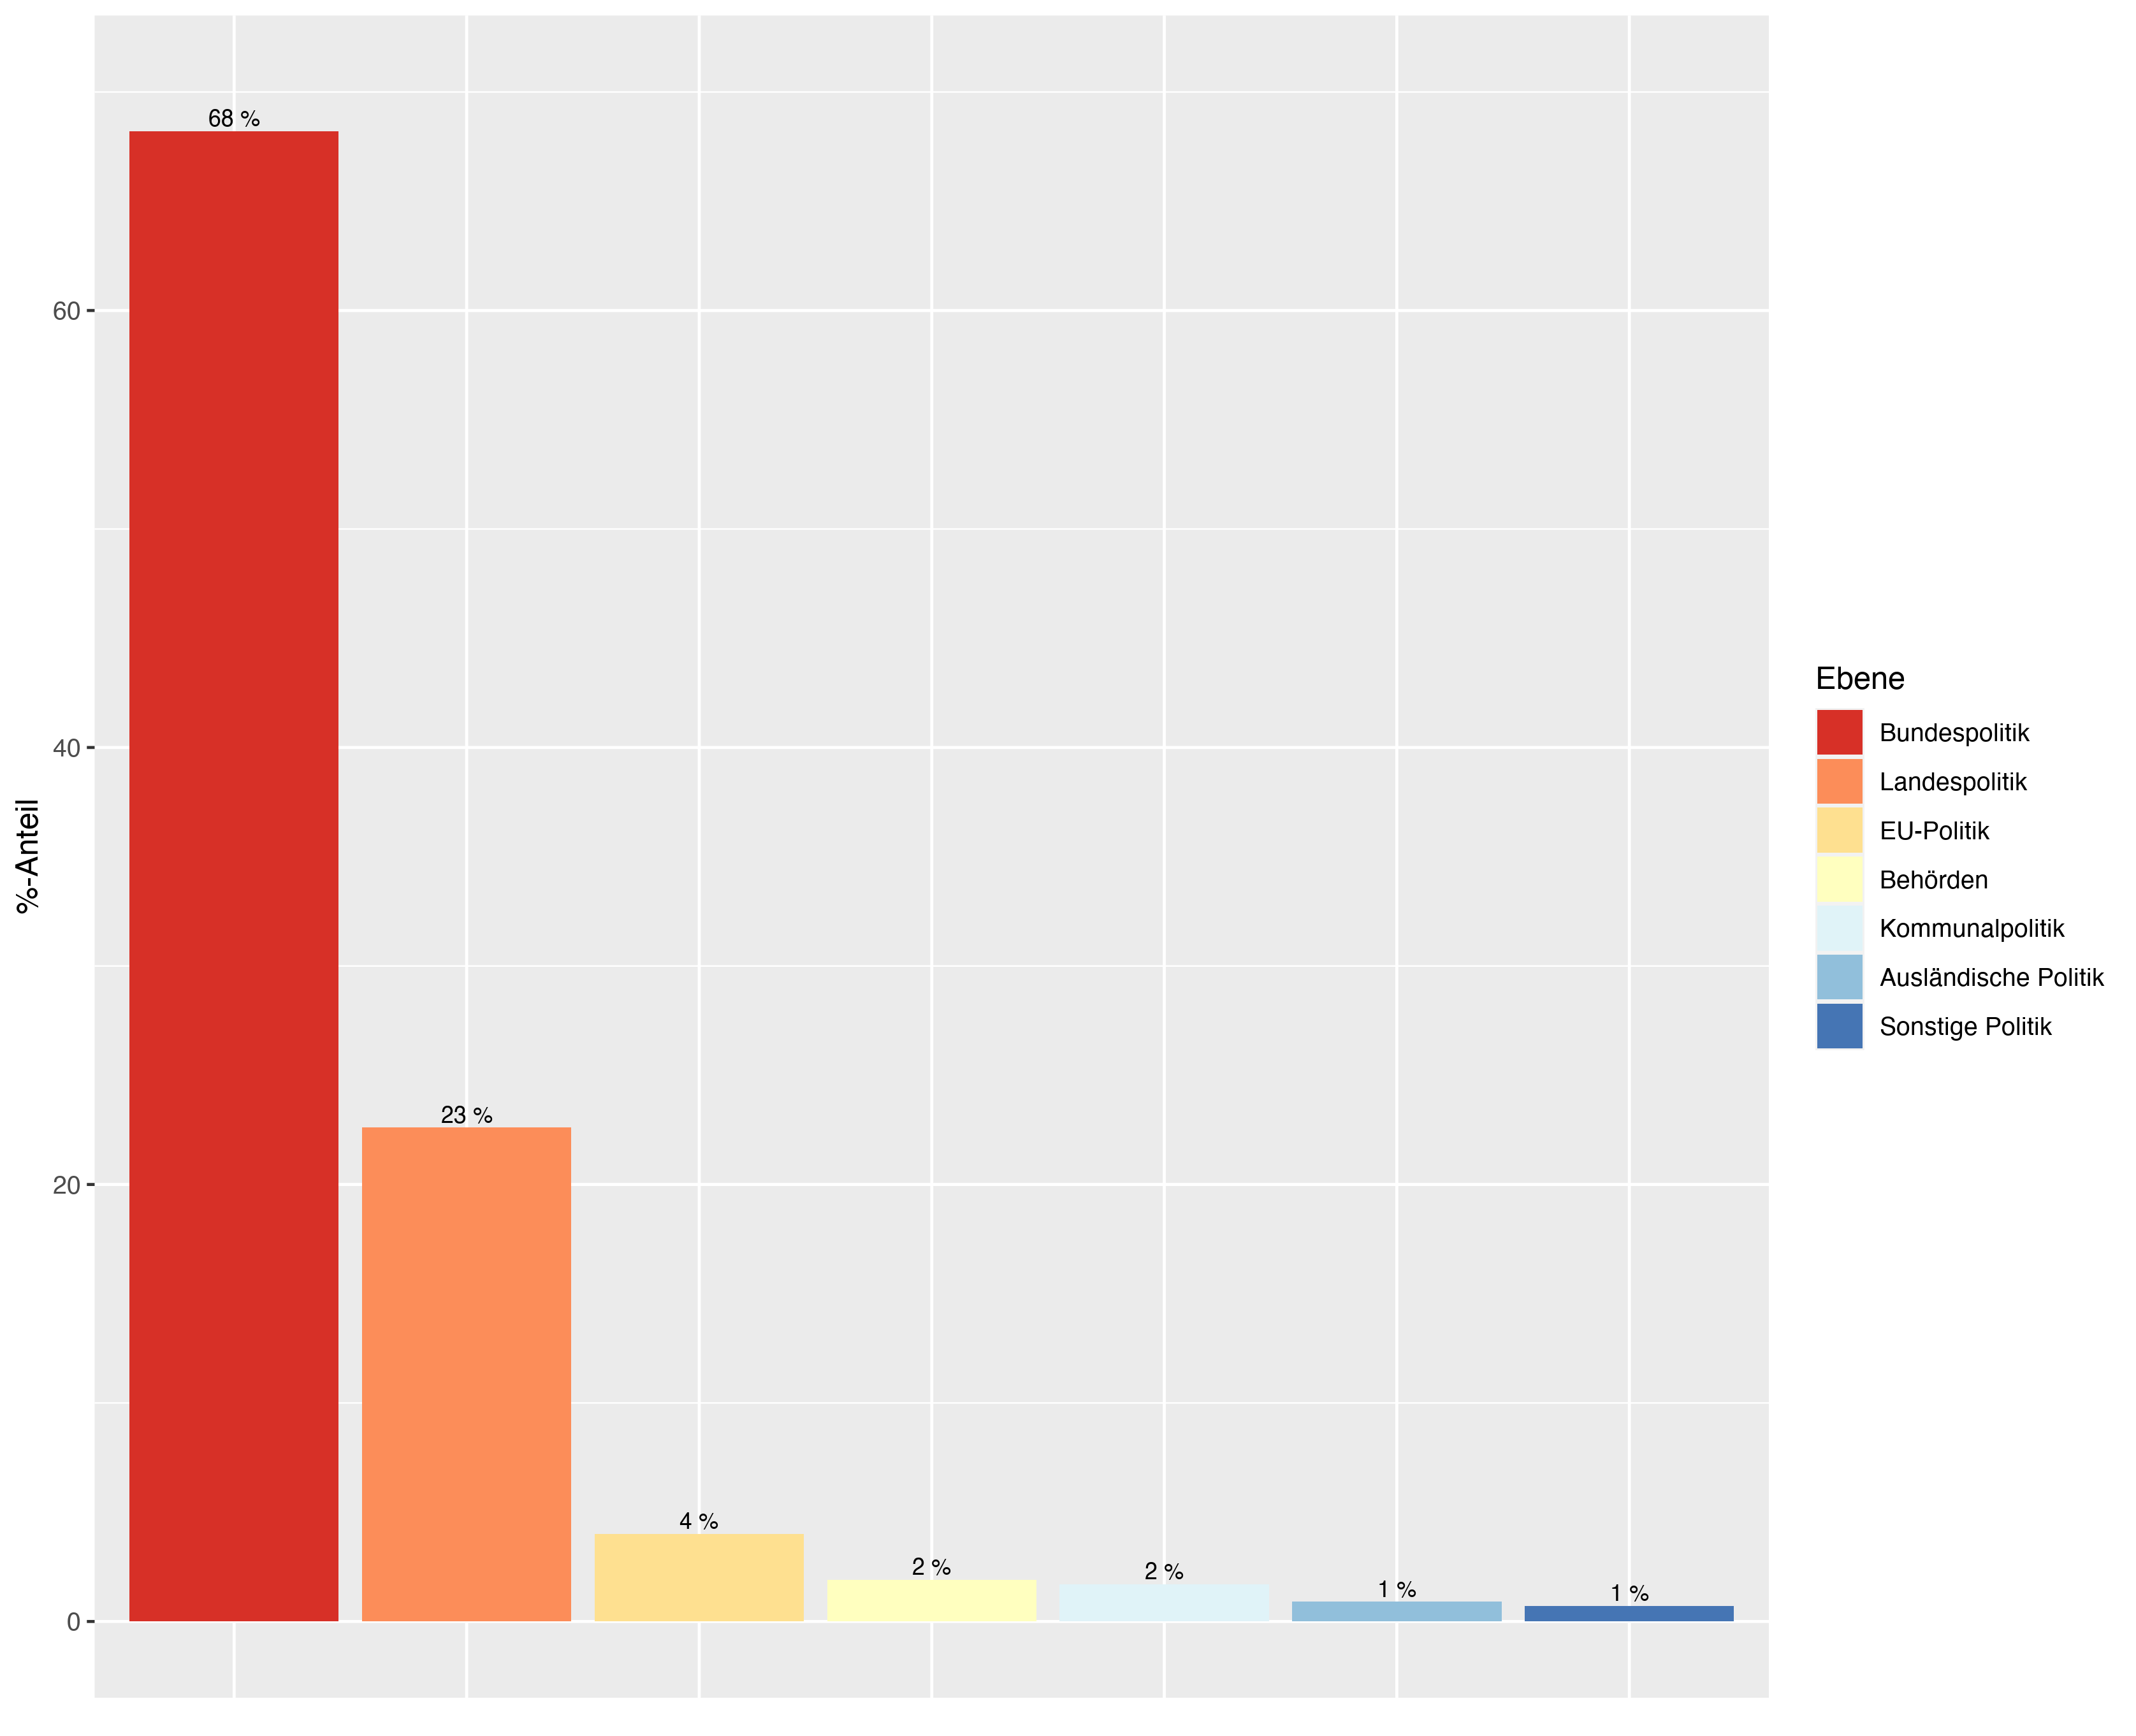 68 %
60
40
23 %
20
4 %
2 %
2 %
1 %
1 %
0
%-Anteil
Ebene
Bundespolitik
Landespolitik
EU-Politik
Behörden
Kommunalpolitik
Ausländische Politik
Sonstige Politik